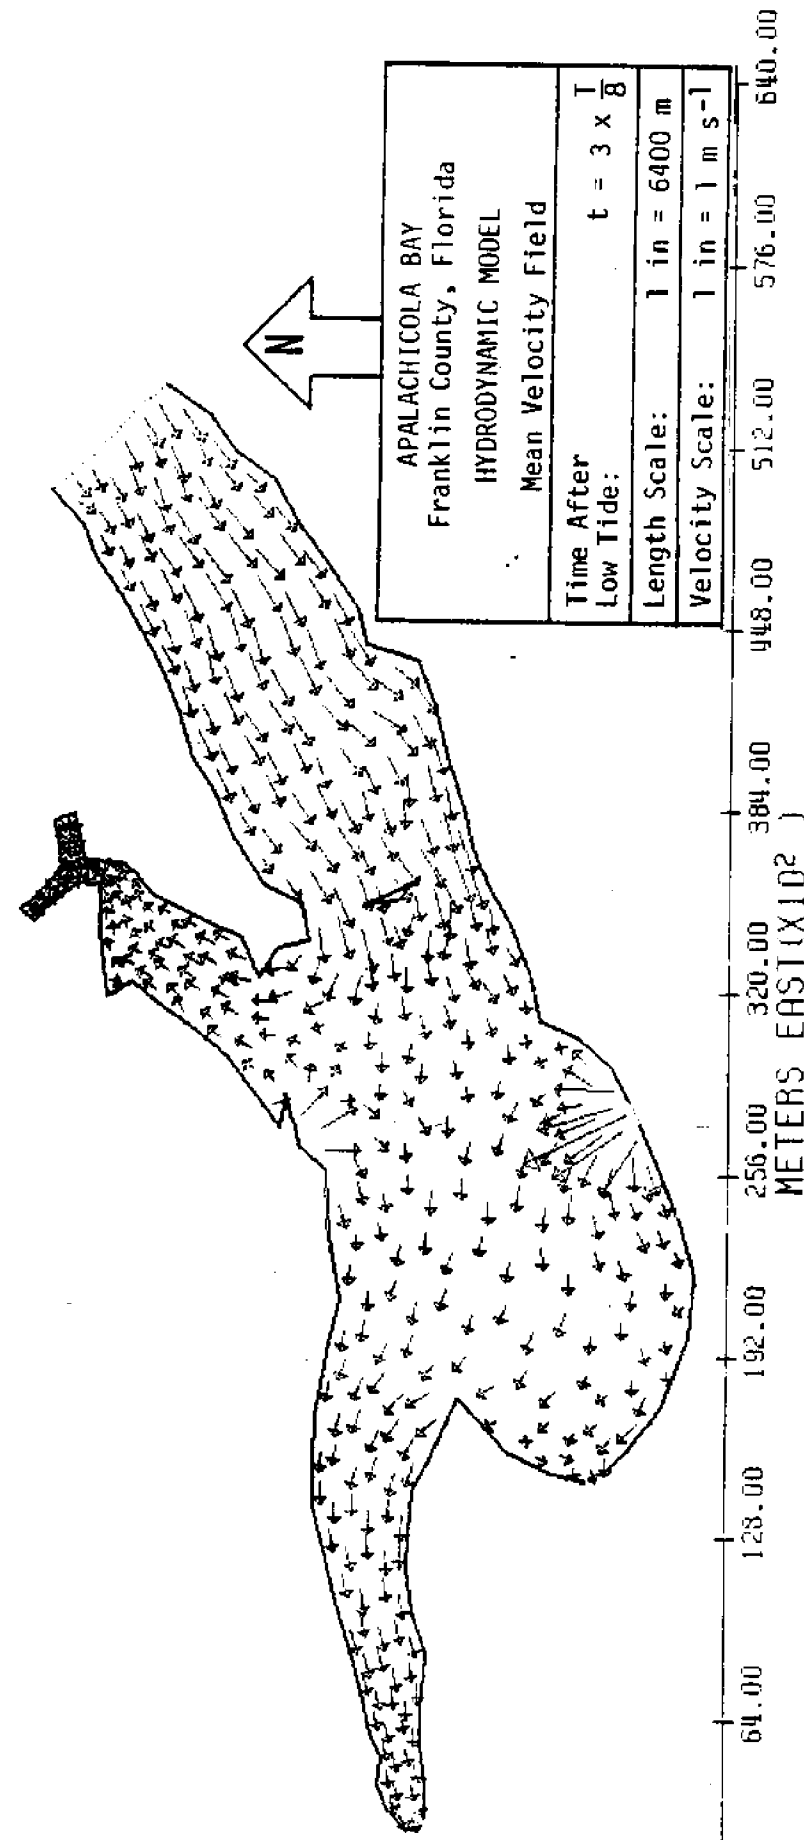 N
APALACHICOLA BAY
Franklin County, Florida
HYDRODYNAMIC MODEL
Mean Velocity Field
Time After
Low Tide: t = 3 x T/8
Length Scale: 1 in = 6400 m
Velocity Scale: 1 in = 1 m s⁻¹
64.00 128.00 192.00 256.00 320.00 384.00 448.00 512.00 576.00 640.00
METERS EAST(X10²)